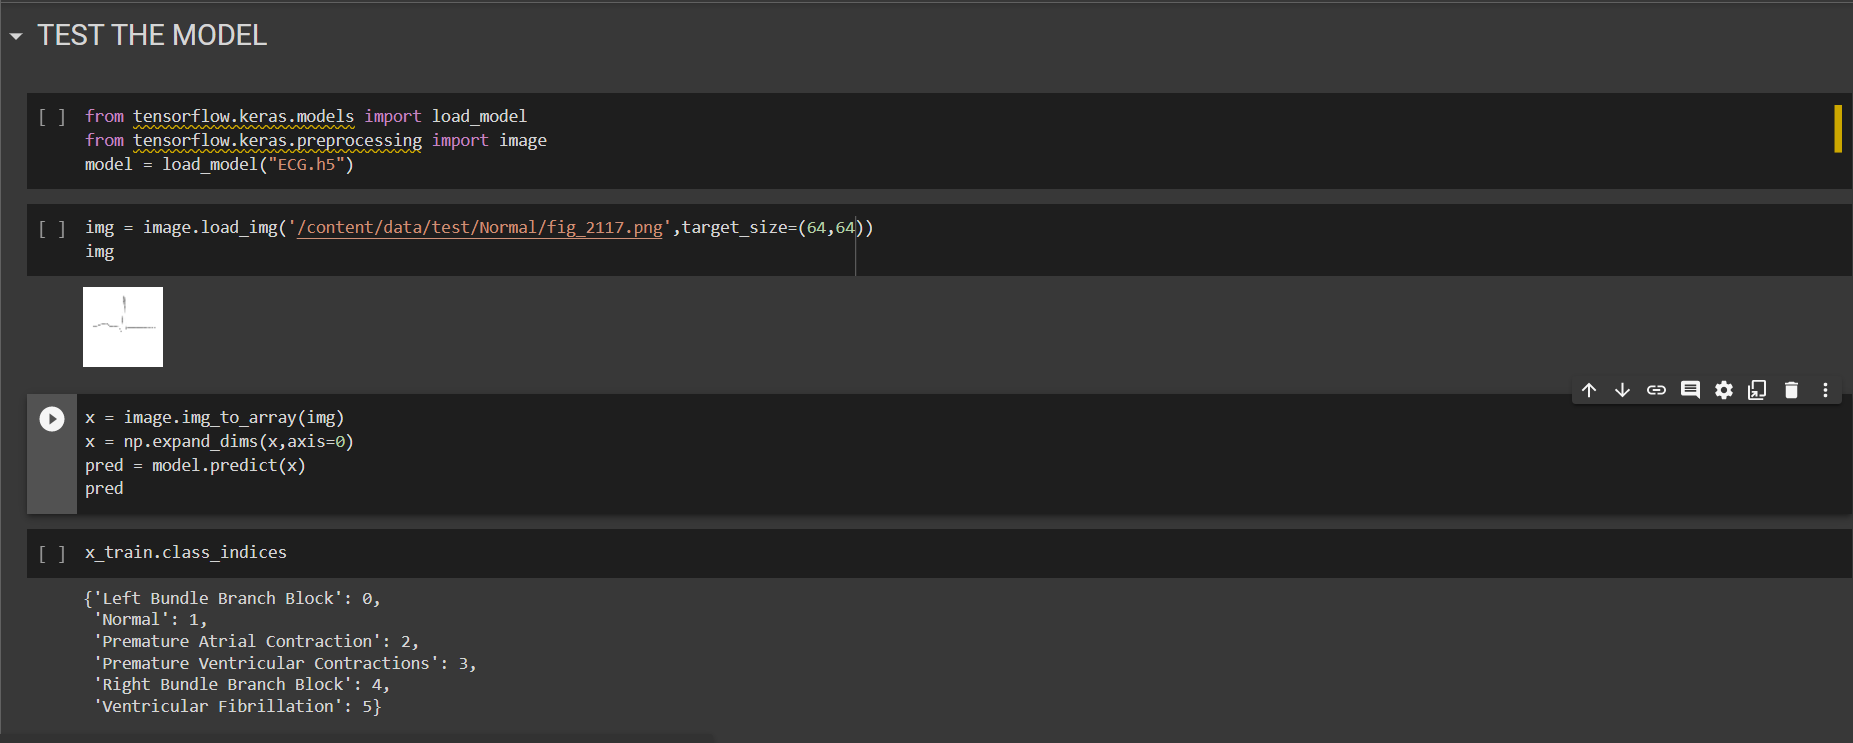 TEST THE MODEL
[ ] from tensorflow.keras.models import load_model
from tensorflow.keras.preprocessing import image
model = load_model("ECG.h5")
[ ] img = image.load_img('/content/data/test/Normal/fig_2117.png',target_size=(64,64))
img
x = image.img_to_array(img)
x = np.expand_dims(x,axis=0)
pred = model.predict(x)
pred
[ ] x_train.class_indices
{'Left Bundle Branch Block': 0,
'Normal': 1,
'Premature Atrial Contraction': 2,
'Premature Ventricular Contractions': 3,
'Right Bundle Branch Block': 4,
'Ventricular Fibrillation': 5}